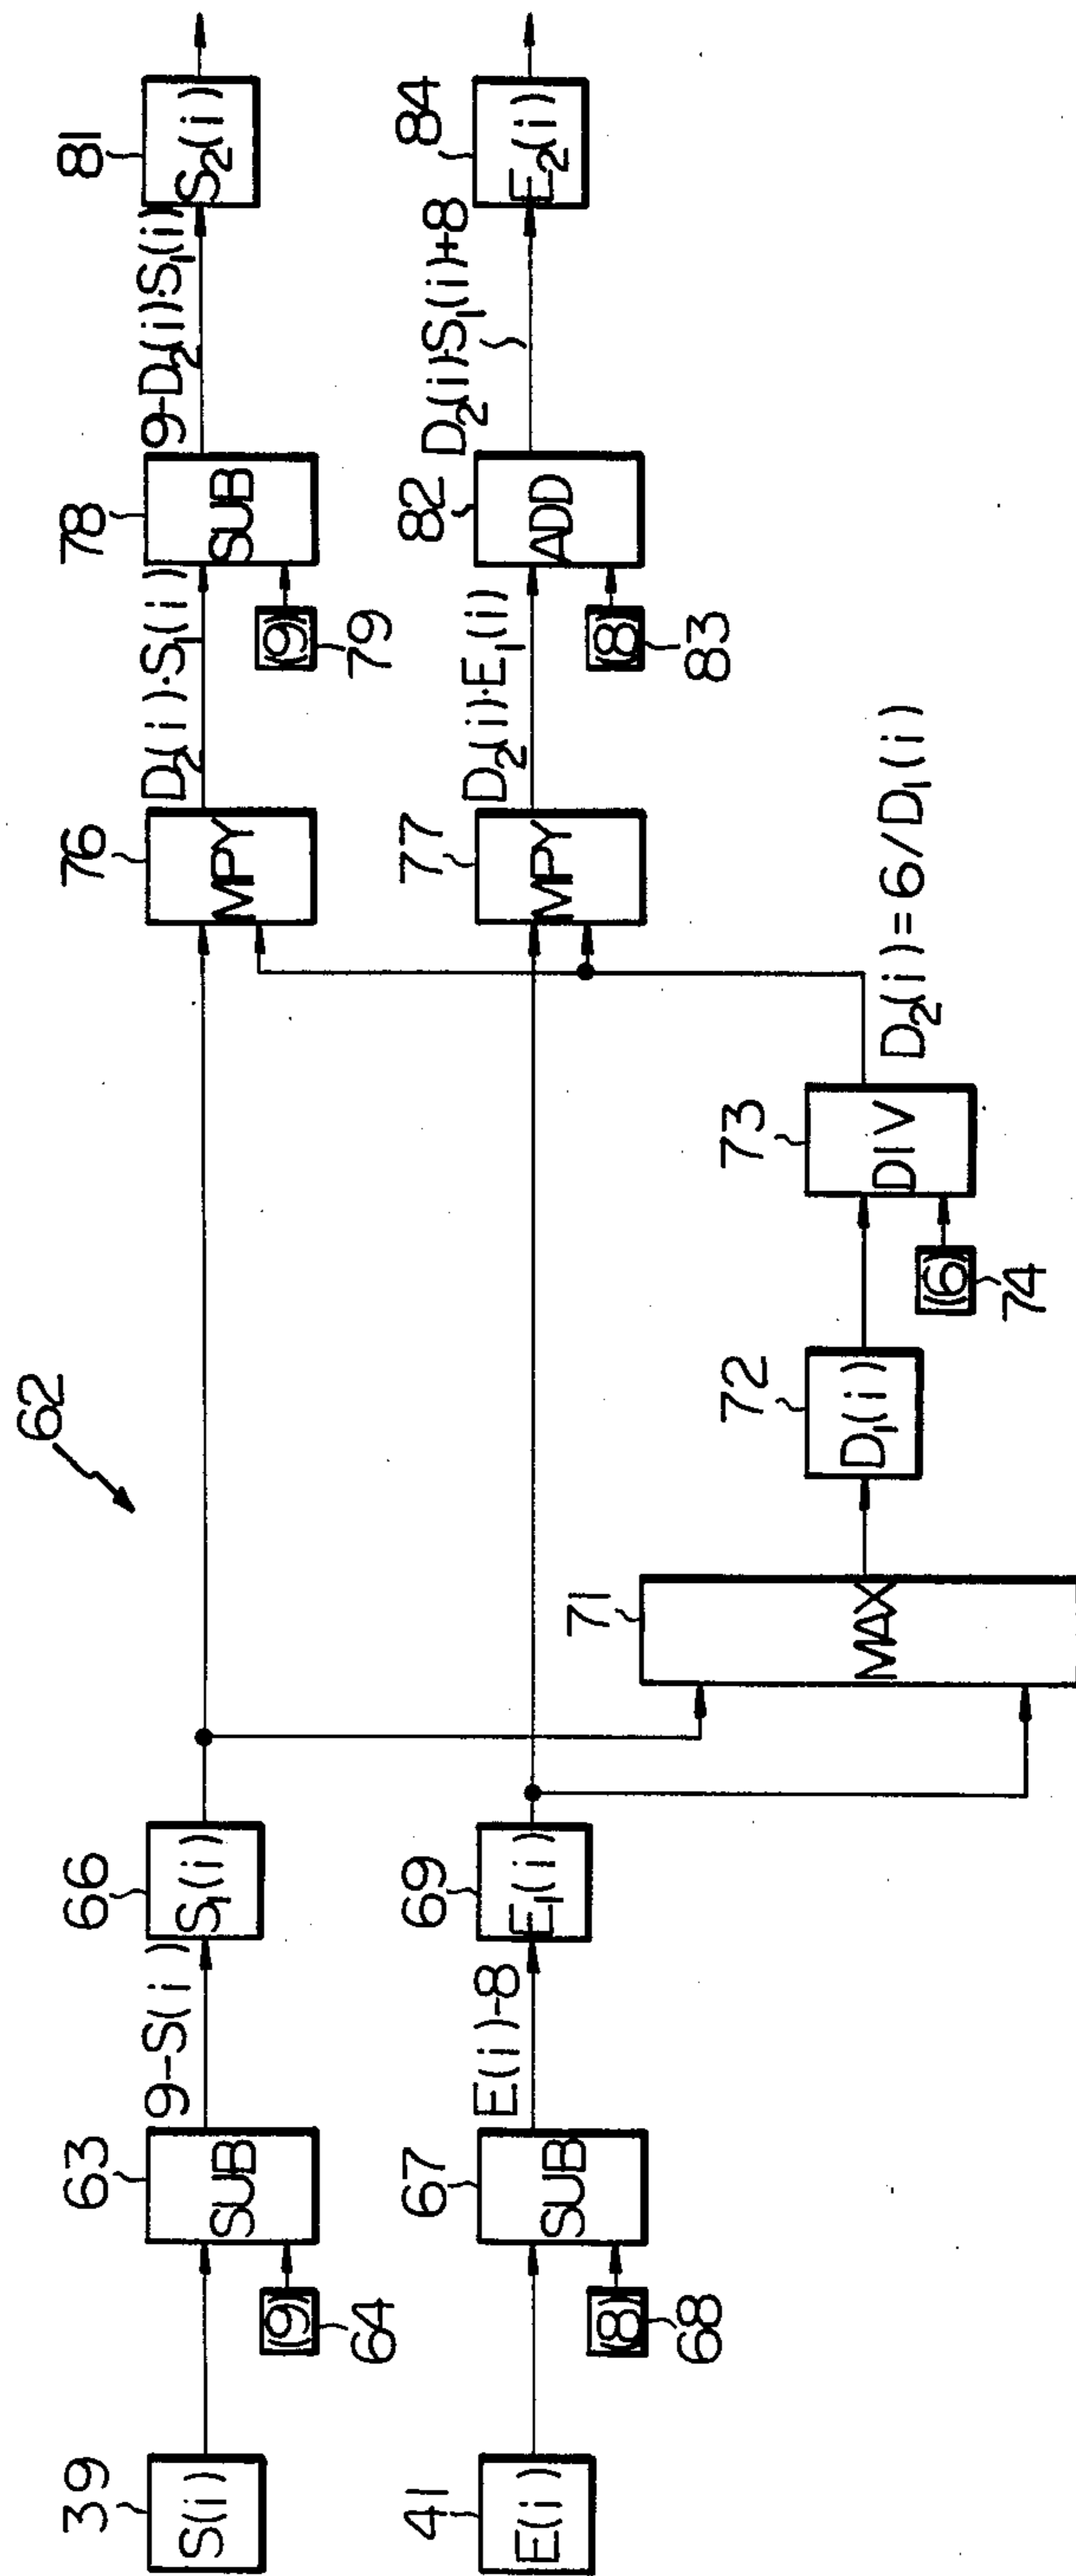 62
39
S(i)
63
SUB
(9)
64
9-S(i)
66
S₁(i)
76
MPY
D₂(i)·S₁(i)
78
SUB
(9)
79
9-D₂(i)·S₁(i)
81
S₂(i)
41
E(i)
67
SUB
(8)
68
E(i)-8
69
E₁(i)
77
MPY
D₂(i)·E₁(i)
82
ADD
(8)
83
D₂(i)·S₁(i)+8
84
E₂(i)
71
MAX
72
D₁(i)
73
DIV
(6)
74
D₂(i)=6/D₁(i)